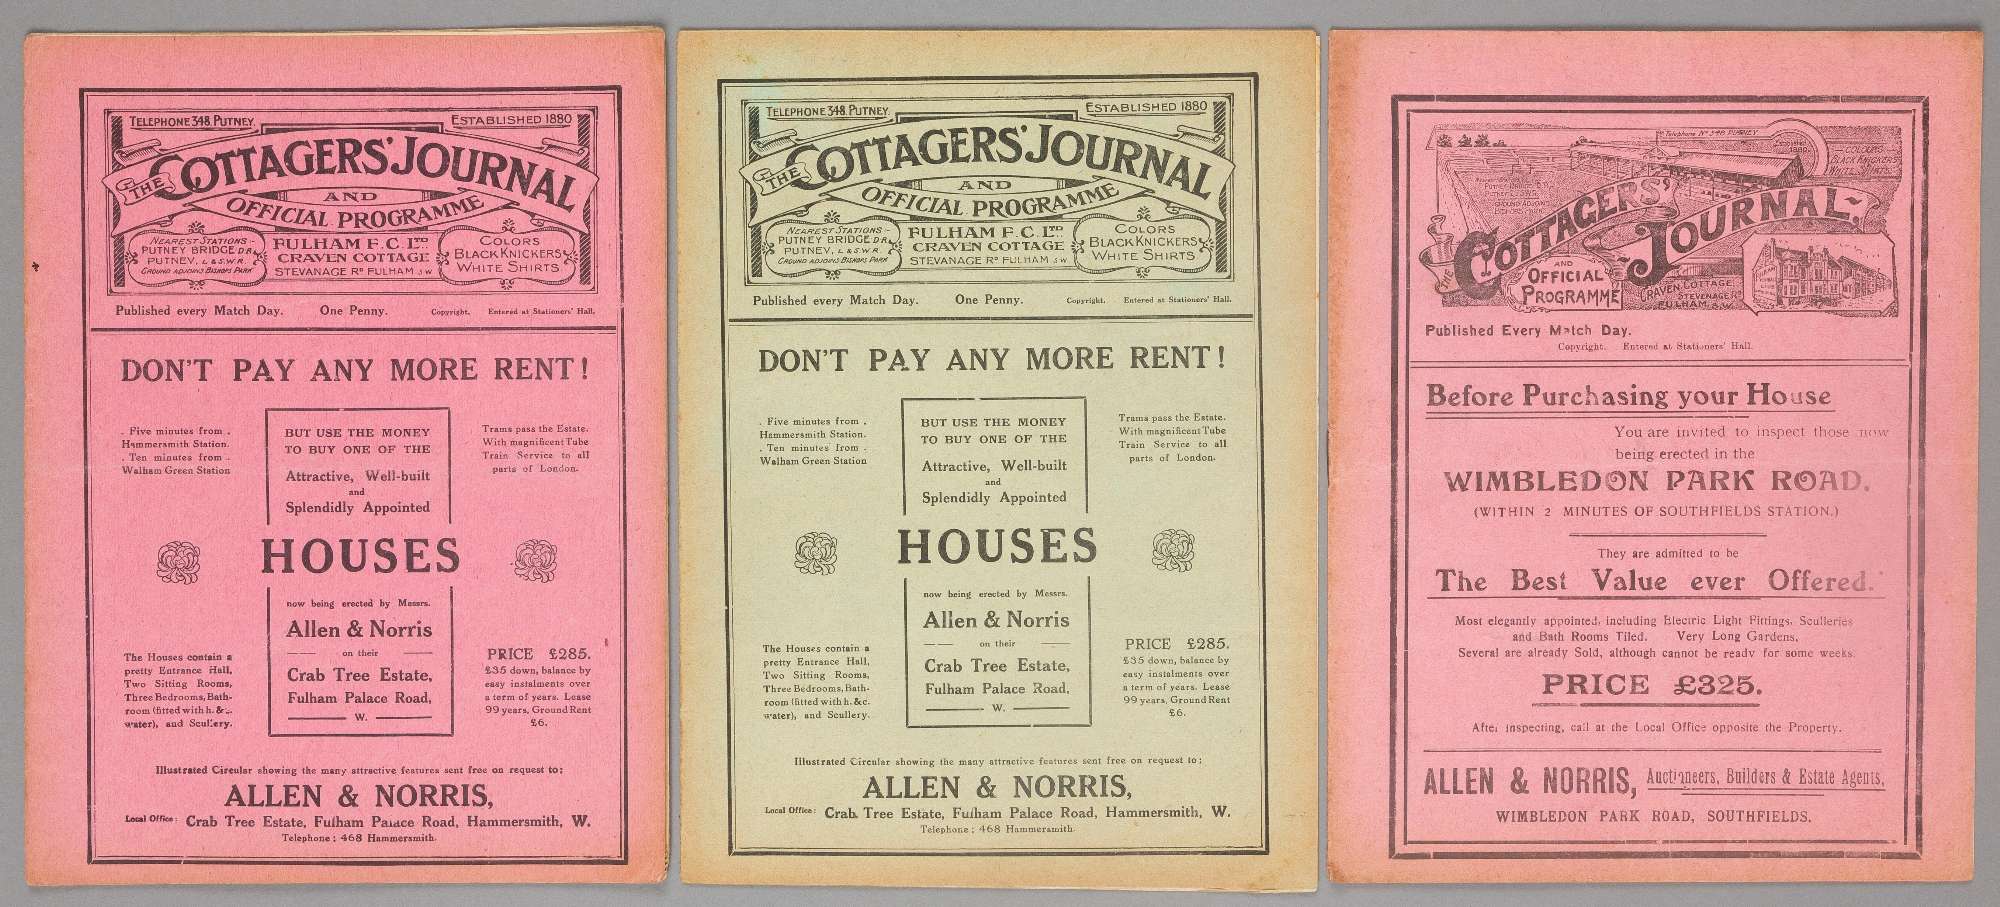 TELEPHONE 348. PUTNEY. ESTABLISHED 1880
THE COTTAGERS' JOURNAL
AND
OFFICIAL PROGRAMME
NEAREST STATIONS :-
PUTNEY BRIDGE D.R.
PUTNEY, L & S.W.R.
GROUND ADJOINS BISHOPS PARK
FULHAM F.C. LTD
CRAVEN COTTAGE
STEVENAGE RD FULHAM S W
COLORS
BLACK KNICKERS
WHITE SHIRTS
Published every Match Day. One Penny. Copyright. Entered at Stationers' Hall.
DON'T PAY ANY MORE RENT!
. Five minutes from .
Hammersmith Station.
. Ten minutes from .
Walham Green Station
BUT USE THE MONEY
TO BUY ONE OF THE
Attractive, Well-built
and
Splendidly Appointed
Trams pass the Estate.
With magnificent Tube
Train Service to all
parts of London.
HOUSES
now being erected by Messrs.
Allen & Norris
on their
Crab Tree Estate,
Fulham Palace Road,
W.
The Houses contain a
pretty Entrance Hall,
Two Sitting Rooms,
Three Bedrooms, Bath-
room (fitted with h. & c.
water), and Scullery.
PRICE £285.
£35 down, balance by
easy instalments over
a term of years. Lease
99 years, Ground Rent
£6.
Illustrated Circular showing the many attractive features sent free on request to;
ALLEN & NORRIS,
Local Office: Crab Tree Estate, Fulham Palace Road, Hammersmith, W.
Telephone: 468 Hammersmith.
TELEPHONE 348. PUTNEY. ESTABLISHED 1880
THE COTTAGERS' JOURNAL
AND
OFFICIAL PROGRAMME
NEAREST STATIONS :-
PUTNEY BRIDGE D.R.
PUTNEY, L & S.W.R.
GROUND ADJOINS BISHOPS PARK
FULHAM F.C. LTD
CRAVEN COTTAGE
STEVENAGE RD FULHAM S W
COLORS
BLACK KNICKERS
WHITE SHIRTS
Published every Match Day. One Penny. Copyright. Entered at Stationers' Hall.
DON'T PAY ANY MORE RENT!
. Five minutes from .
Hammersmith Station.
. Ten minutes from .
Walham Green Station
BUT USE THE MONEY
TO BUY ONE OF THE
Attractive, Well-built
and
Splendidly Appointed
Trams pass the Estate.
With magnificent Tube
Train Service to all
parts of London.
HOUSES
now being erected by Messrs.
Allen & Norris
on their
Crab Tree Estate,
Fulham Palace Road,
W.
The Houses contain a
pretty Entrance Hall,
Two Sitting Rooms,
Three Bedrooms, Bath-
room (fitted with h. & c.
water), and Scullery.
PRICE £285.
£35 down, balance by
easy instalments over
a term of years. Lease
99 years, Ground Rent
£6.
Illustrated Circular showing the many attractive features sent free on request to;
ALLEN & NORRIS,
Local Office: Crab Tree Estate, Fulham Palace Road, Hammersmith, W.
Telephone: 468 Hammersmith.
Telephone No 348 PUTNEY
Established
1880
COLOURS
BLACK KNICKERS
WHITE SHIRTS
THE COTTAGERS' JOURNAL,
AND
OFFICIAL
PROGRAMME
CRAVEN COTTAGE
STEVENAGE RD
FULHAM S.W.
Published Every Match Day.
Copyright. Entered at Stationers' Hall.
Before Purchasing your House
You are invited to inspect those now
being erected in the
WIMBLEDON PARK ROAD.
(WITHIN 2 MINUTES OF SOUTHFIELDS STATION.)
They are admitted to be
The Best Value ever Offered.
Most elegantly appointed, including Electric Light Fittings, Sculleries
and Bath Rooms Tiled. Very Long Gardens,
Several are already Sold, although cannot be ready for some weeks.
PRICE £325.
After inspecting, call at the Local Office opposite the Property.
ALLEN & NORRIS, Auctioneers, Builders & Estate Agents,
WIMBLEDON PARK ROAD, SOUTHFIELDS.